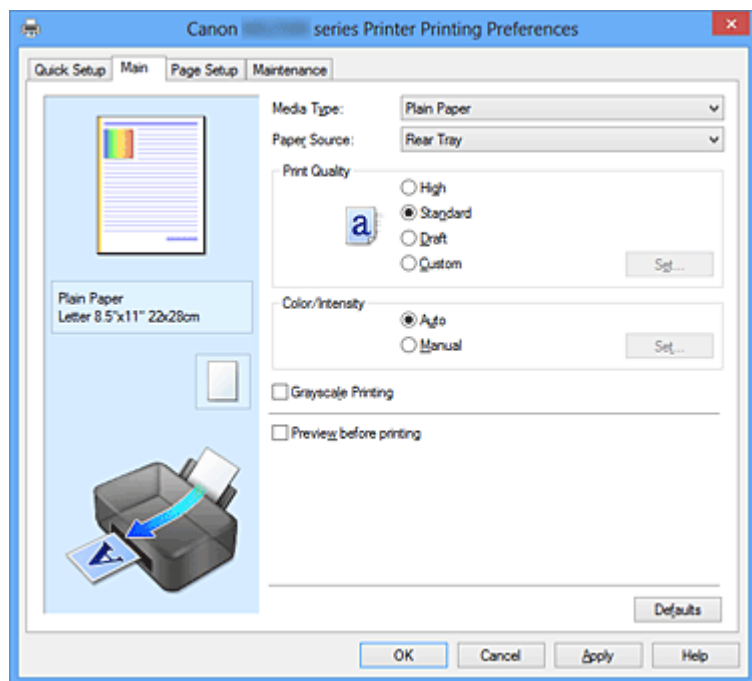 Canon series Printer Printing Preferences
Quick Setup Main Page Setup Maintenance
Media Type: Plain Paper
Paper Source: Rear Tray
Print Quality
High
a Standard
Draft
Custom Set...
Plain Paper
Letter 8.5"x11" 22x28cm
Color/Intensity
Auto
Manual Set...
Grayscale Printing
Preview before printing
A
Defaults
OK Cancel Apply Help